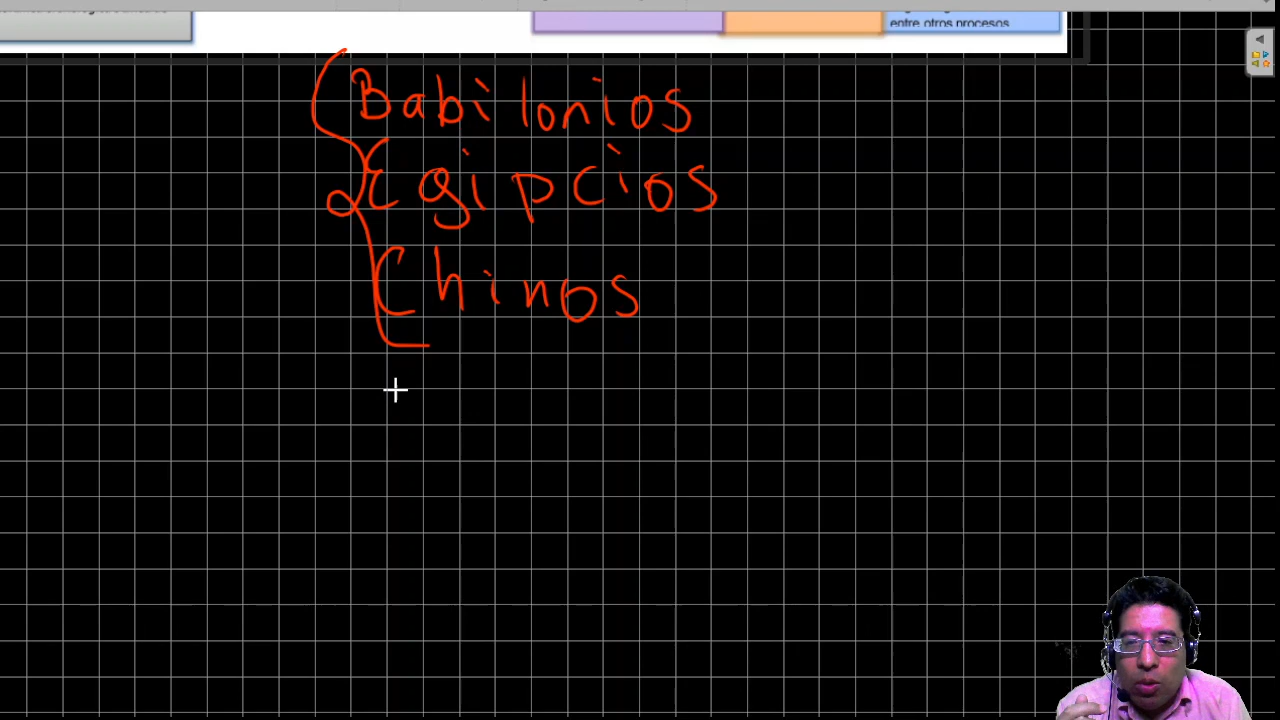 entre otros procesos
Babilonios
Egipcios
Chinos